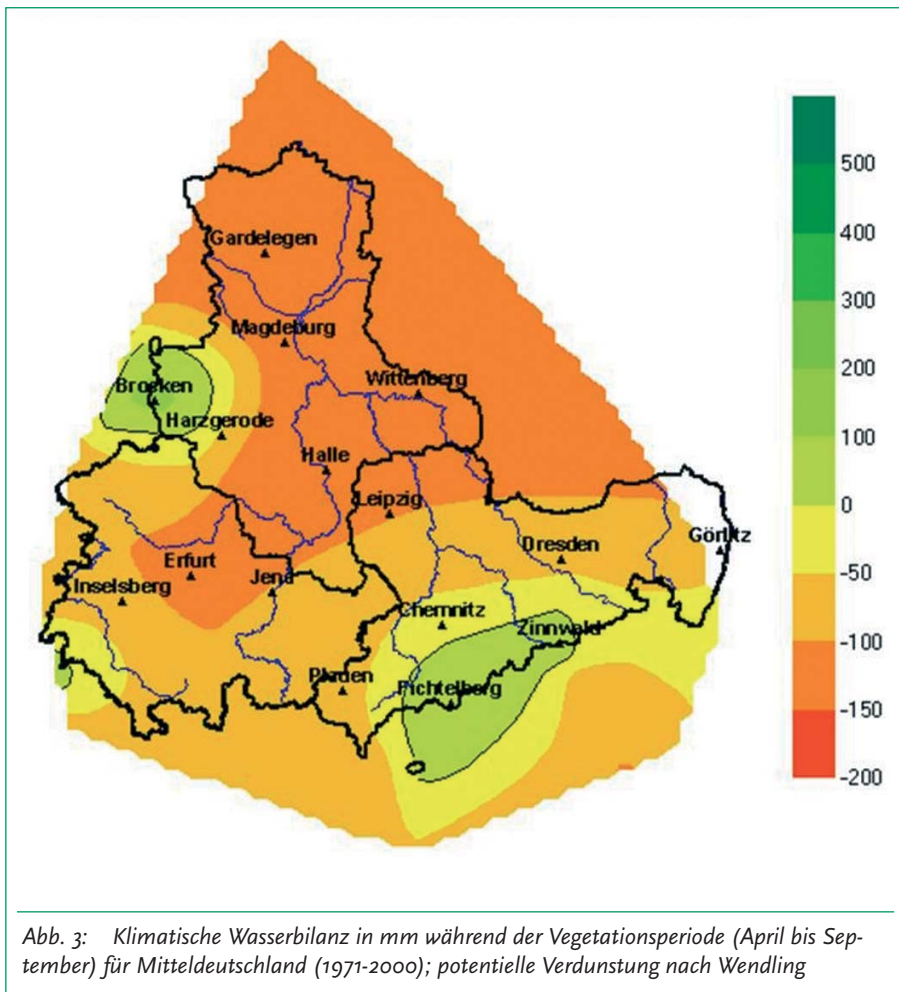 Gardelegen
Magdeburg
0
Brocken
Wittenberg
Harzgerode
Halle
Leipzig
Görlitz
Dresden
Erfurt
Jena
Inselsberg
Chemnitz
Zinnwald
Plauen
Fichtelberg
0
500
400
300
200
100
0
-50
-100
-150
-200
Abb. 3: Klimatische Wasserbilanz in mm während der Vegetationsperiode (April bis Sep-
tember) für Mitteldeutschland (1971-2000); potentielle Verdunstung nach Wendling